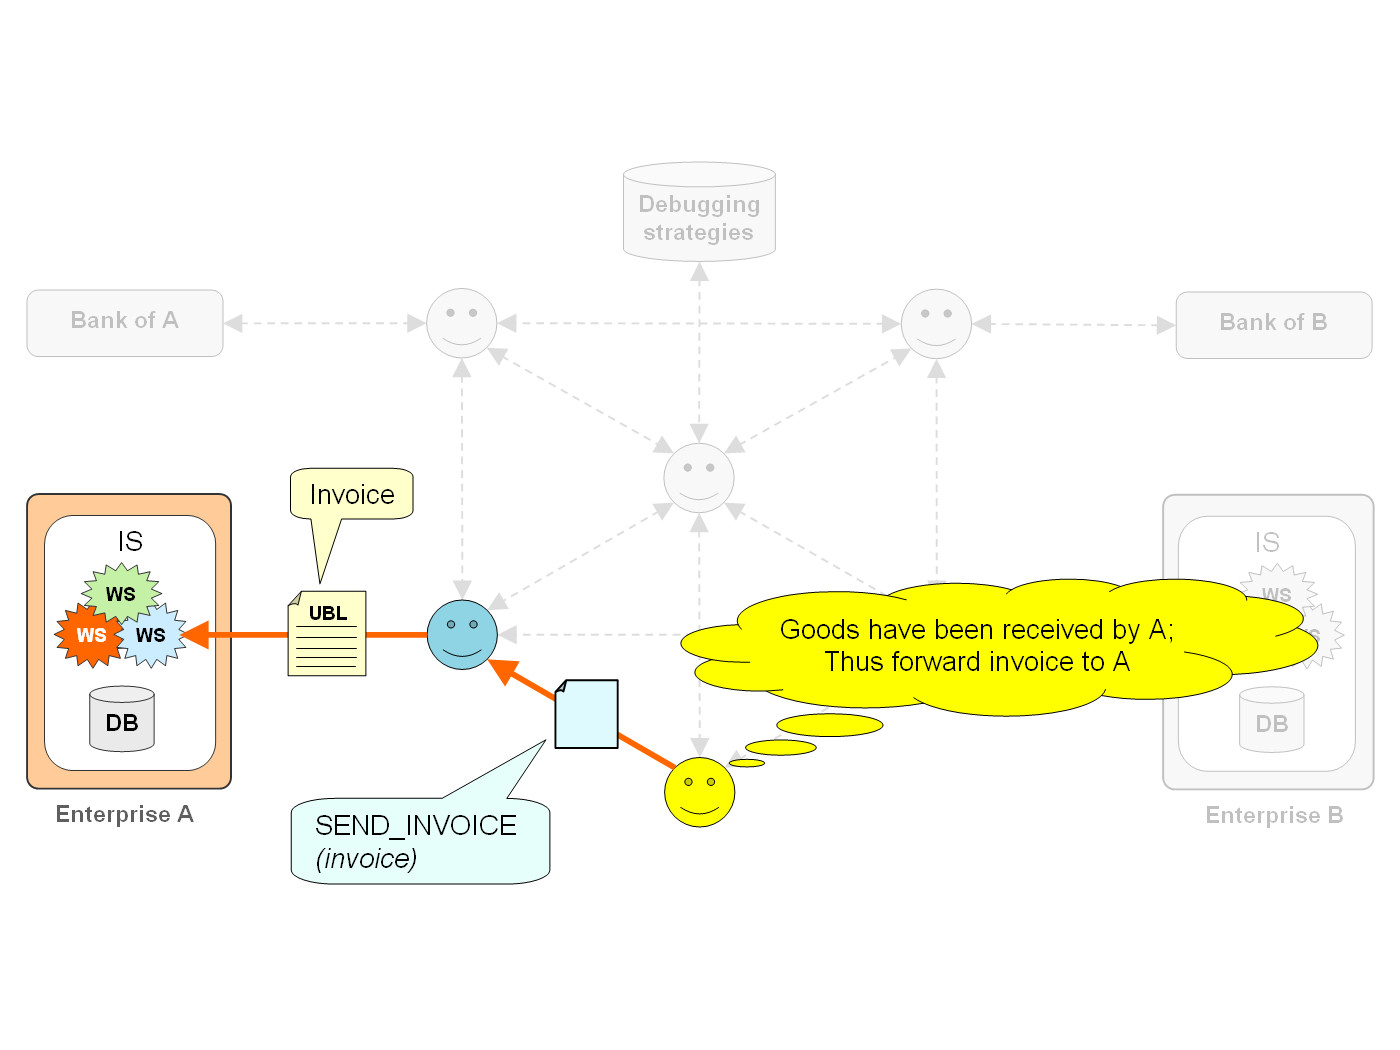 Debugging
strategies
Bank of A
Bank of B
Invoice
IS
WS
WS
WS
DB
Enterprise A
UBL
Goods have been received by A;
Thus forward invoice to A
SEND_INVOICE
(invoice)
IS
WS
DB
Enterprise B